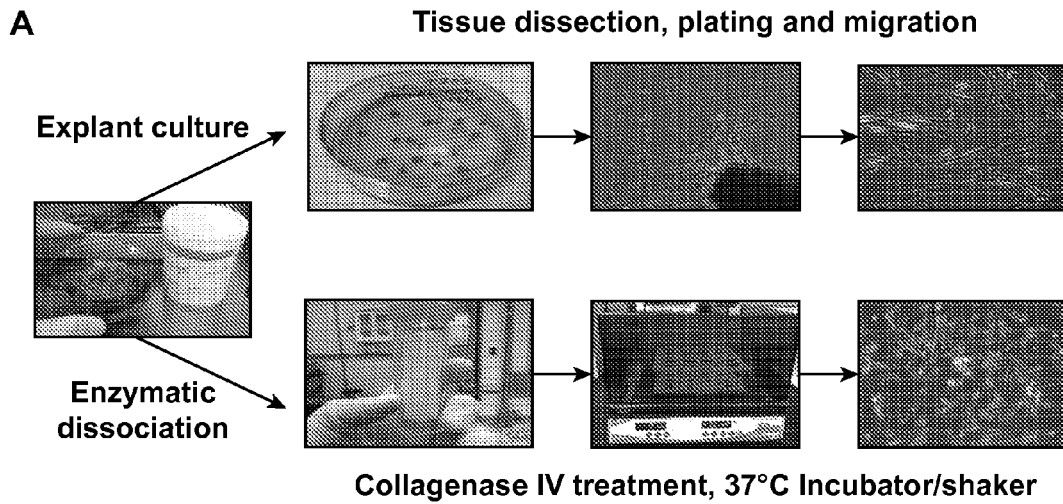 A
Tissue dissection, plating and migration
Explant culture
Enzymatic
dissociation
Collagenase IV treatment, 37°C Incubator/shaker